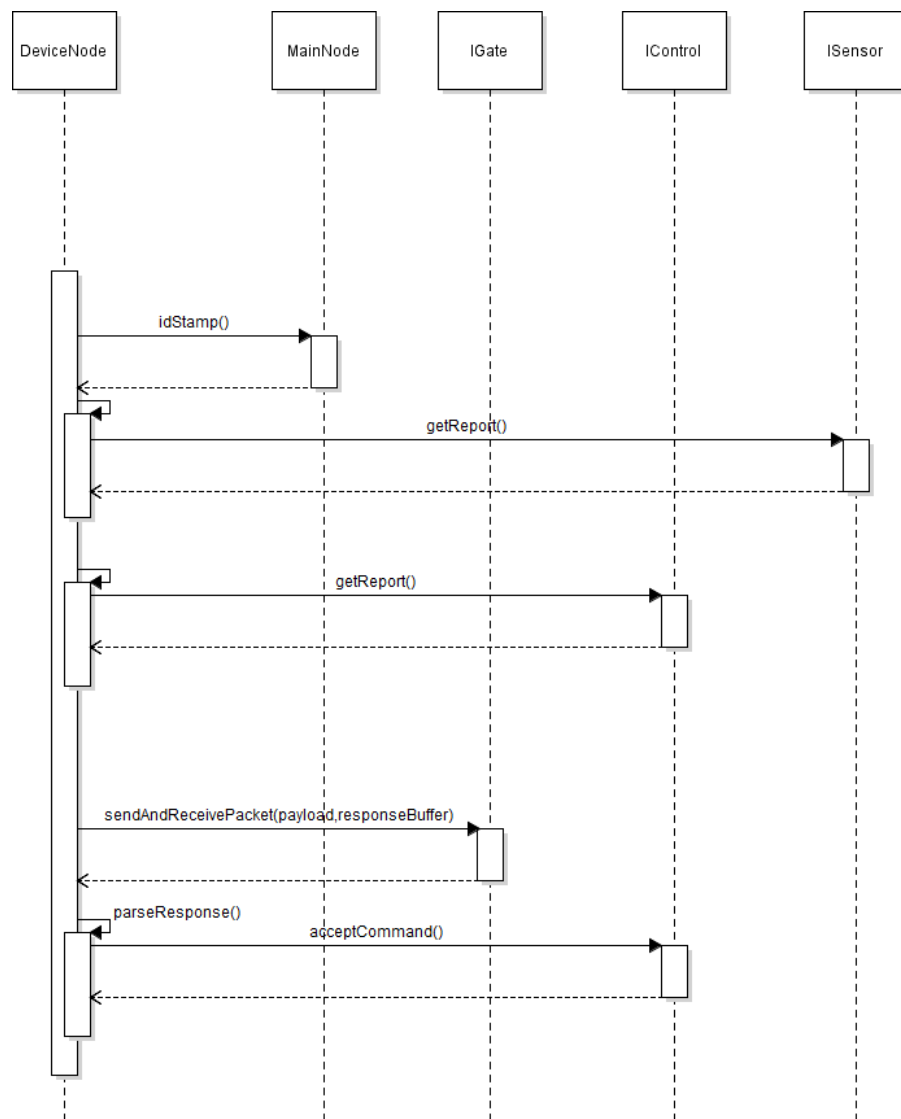 DeviceNode
MainNode
IGate
IControl
ISensor
idStamp()
getReport()
getReport()
sendAndReceivePacket(payload,responseBuffer)
parseResponse()
acceptCommand()